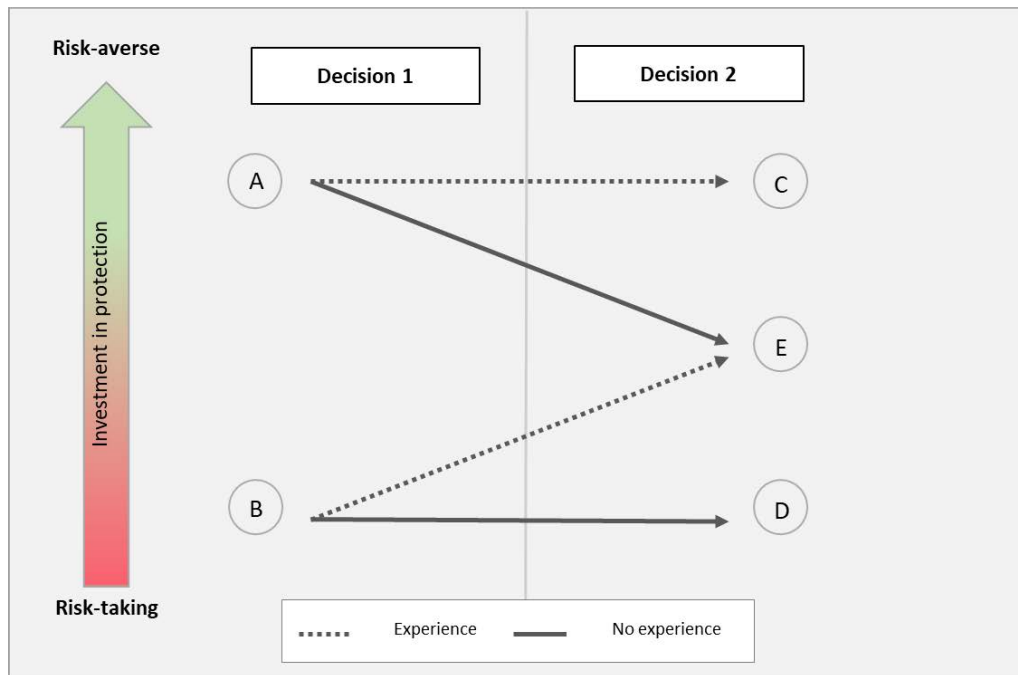 Risk-averse
Decision 1
Decision 2
A
C
Investment in protection
E
B
D
Risk-taking
Experience
No experience